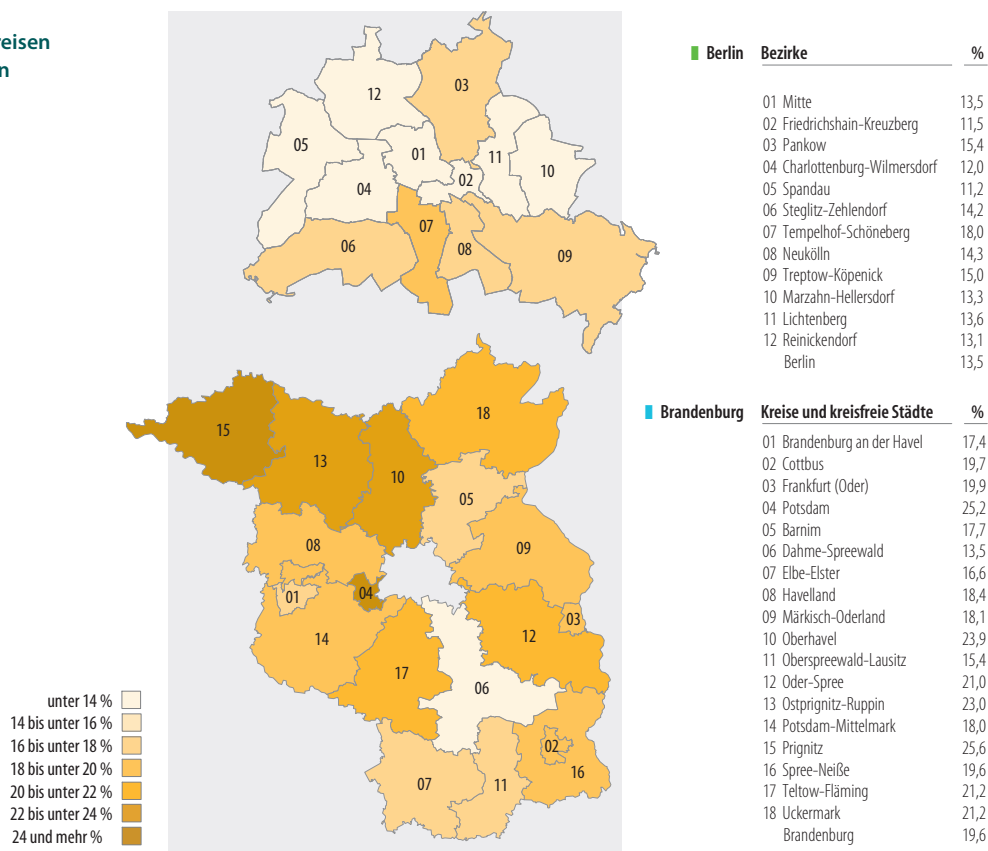 reisen
n
Berlin Bezirke %
01 Mitte 13,5
02 Friedrichshain-Kreuzberg 11,5
03 Pankow 15,4
04 Charlottenburg-Wilmersdorf 12,0
05 Spandau 11,2
06 Steglitz-Zehlendorf 14,2
07 Tempelhof-Schöneberg 18,0
08 Neukölln 14,3
09 Treptow-Köpenick 15,0
10 Marzahn-Hellersdorf 13,3
11 Lichtenberg 13,6
12 Reinickendorf 13,1
Berlin 13,5
Brandenburg Kreise und kreisfreie Städte %
01 Brandenburg an der Havel 17,4
02 Cottbus 19,7
03 Frankfurt (Oder) 19,9
04 Potsdam 25,2
05 Barnim 17,7
06 Dahme-Spreewald 13,5
07 Elbe-Elster 16,6
08 Havelland 18,4
09 Märkisch-Oderland 18,1
10 Oberhavel 23,9
11 Oberspreewald-Lausitz 15,4
12 Oder-Spree 21,0
13 Ostprignitz-Ruppin 23,0
14 Potsdam-Mittelmark 18,0
15 Prignitz 25,6
16 Spree-Neiße 19,6
17 Teltow-Fläming 21,2
18 Uckermark 21,2
Brandenburg 19,6
03
12
05
01
11
10
02
04
07
06
08
09
18
15
13
10
05
08
09
04
01
03
14
12
17
06
02
16
07
11
unter 14 %
14 bis unter 16 %
16 bis unter 18 %
18 bis unter 20 %
20 bis unter 22 %
22 bis unter 24 %
24 und mehr %